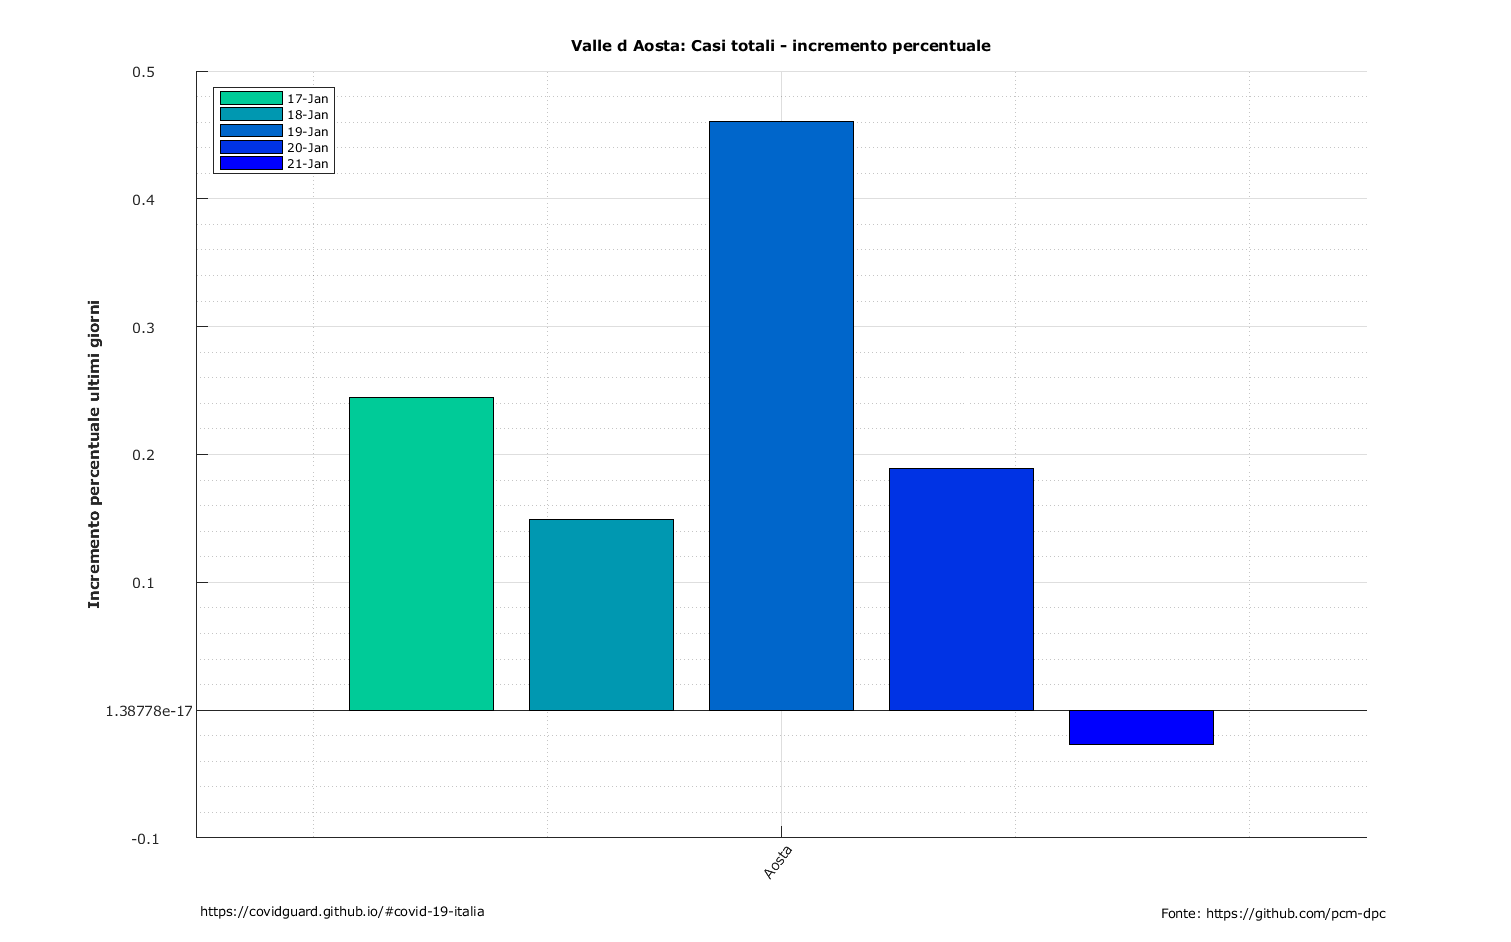 Valle d Aosta: Casi totali - incremento percentuale
0.5
0.4
0.3
0.2
0.1
1.38778e-17
-0.1
Incremento percentuale ultimi giorni
17-Jan
18-Jan
19-Jan
20-Jan
21-Jan
Aosta
https://covidguard.github.io/#covid-19-italia
Fonte: https://github.com/pcm-dpc